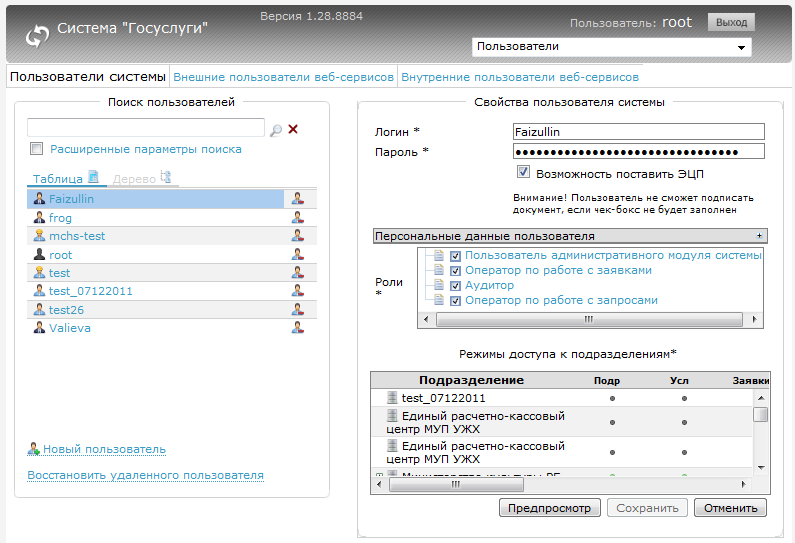 Система "Госуслуги"
Версия 1.28.8884
Пользователь: root
Выход
Пользователи
Пользователи системы
Внешние пользователи веб-сервисов
Внутренние пользователи веб-сервисов
Поиск пользователей
Расширенные параметры поиска
Таблица
Дерево
Faizullin
frog
mchs-test
root
test
test_07122011
test26
Valieva
Новый пользователь
Восстановить удаленного пользователя
Свойства пользователя системы
Логин *
Faizullin
Пароль *
Возможность поставить ЭЦП
Внимание! Пользователь не сможет подписать
документ, если чек-бокс не будет заполнен
Персональные данные пользователя
Роли
*
Пользователь административного модуля системы
Оператор по работе с заявками
Аудитор
Оператор по работе с запросами
Режимы доступа к подразделениям*
Подразделение
Подр
Усл
Заявки
test_07122011
Единый расчетно-кассовый
центр МУП УЖХ
Единый расчетно-кассовый
центр МУП УЖХ
Министерство культуры РБ
Предпросмотр
Сохранить
Отменить